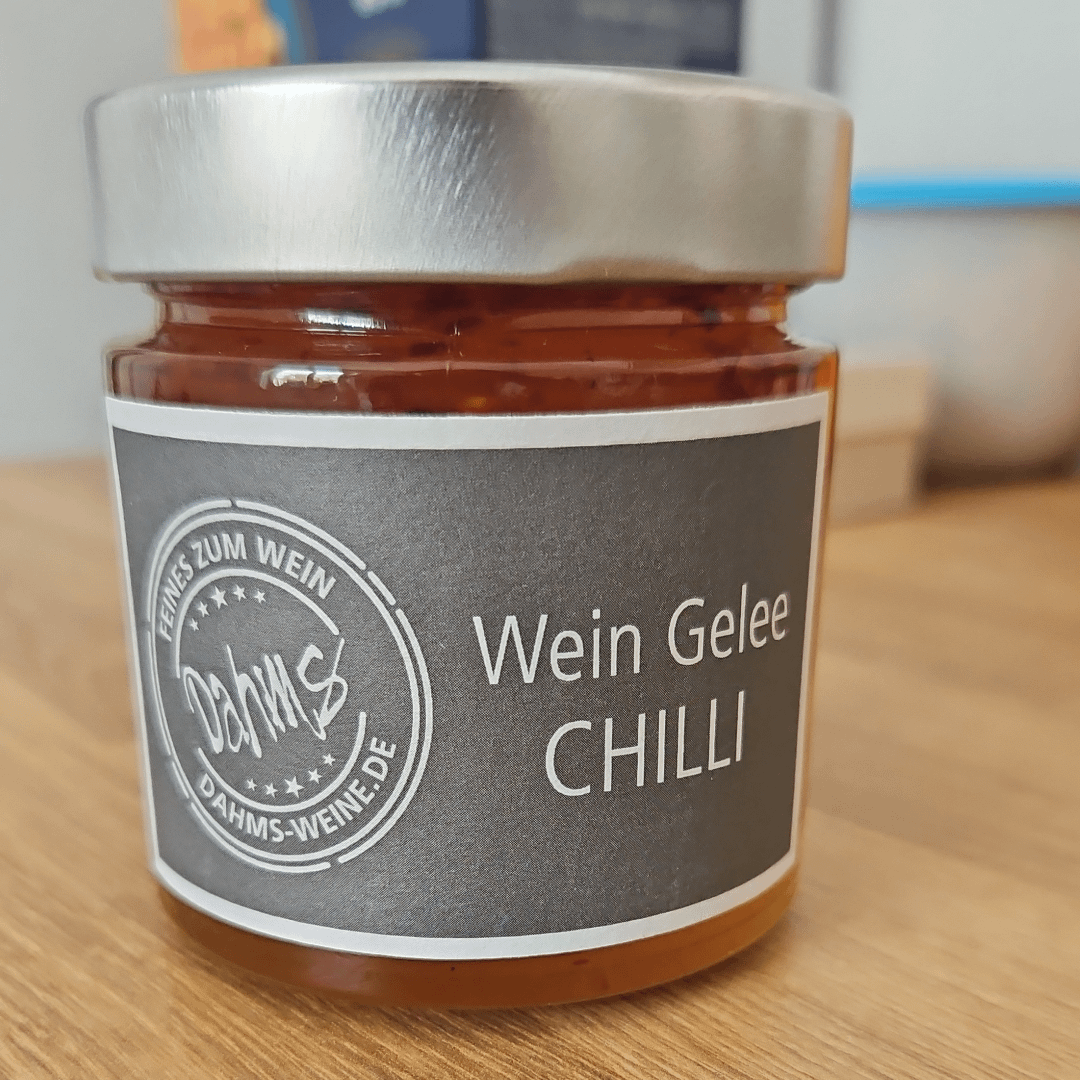 FEINES ZUM WEIN
Dahms
DAHMS-WEINE.DE
Wein Gelee
CHILLI